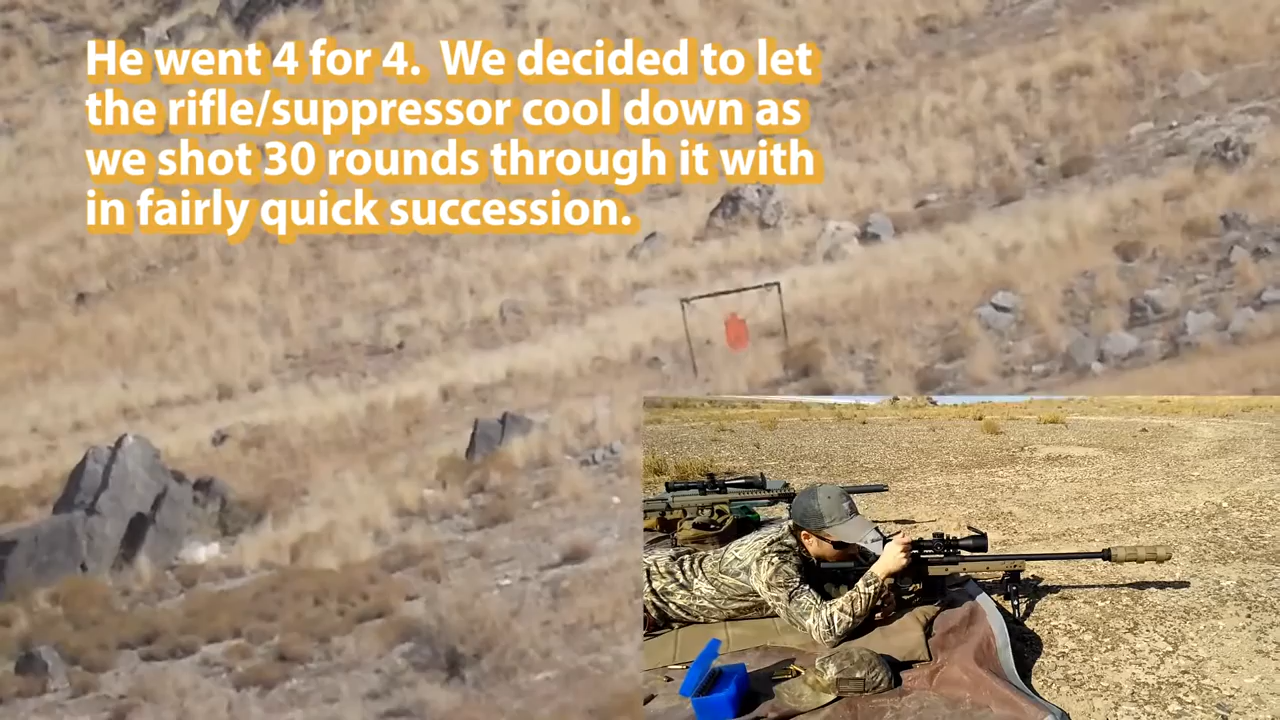 He went 4 for 4.  We decided to let
the rifle/suppressor cool down as
we shot 30 rounds through it with
in fairly quick succession.